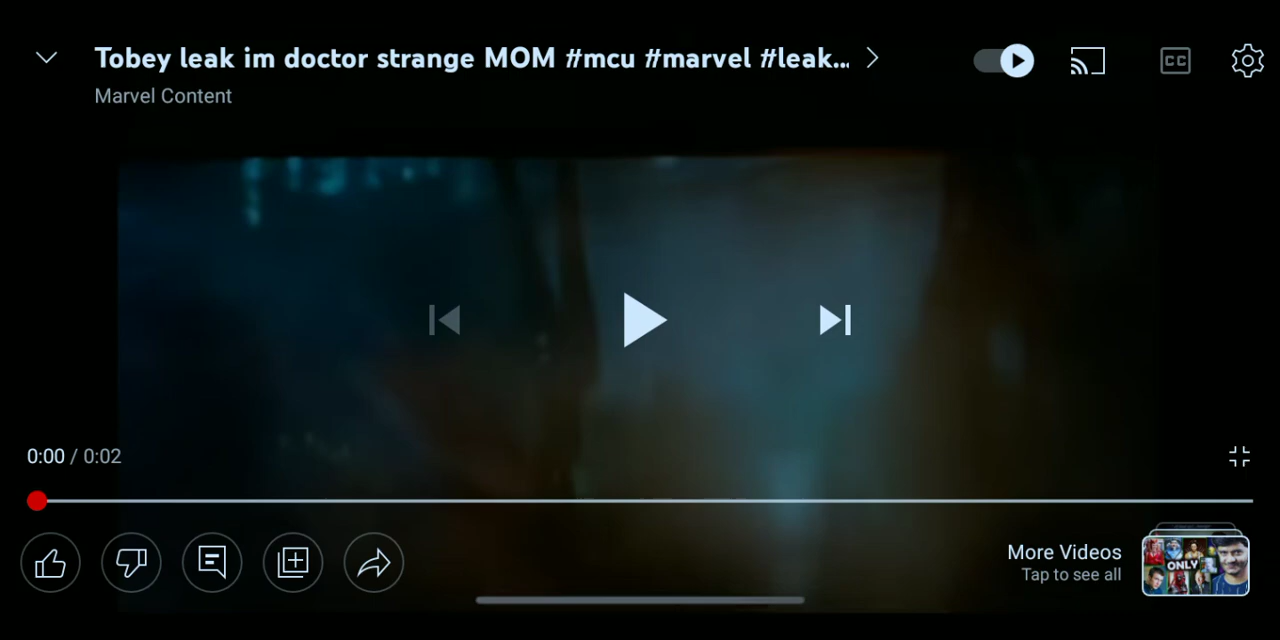 Tobey leak im doctor strange MOM #mcu #marvel #leak...
Marvel Content
CC
0:00 / 0:02
More Videos
Tap to see all
ONLY